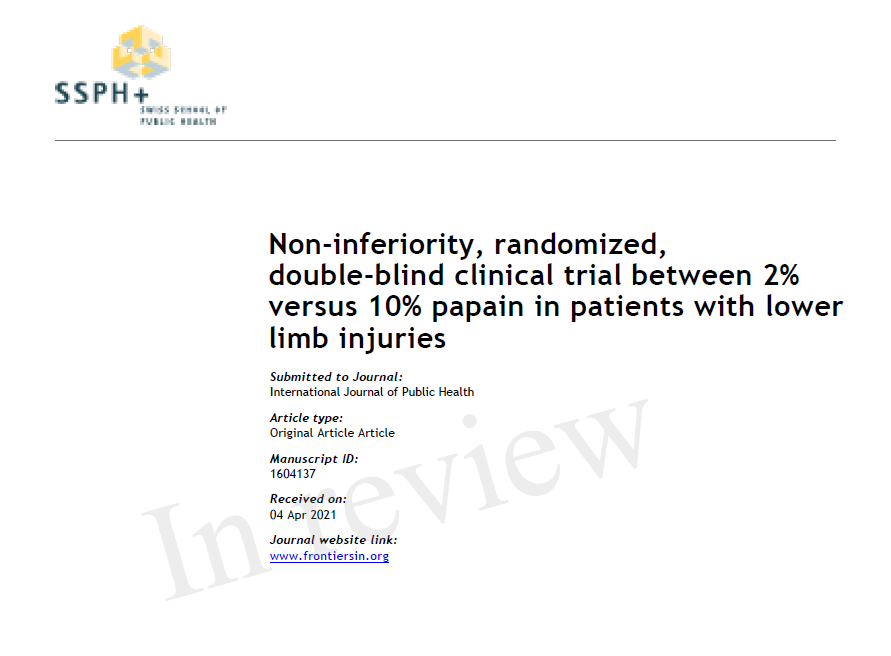 SSPH+
SWISS SCHOOL OF
PUBLIC HEALTH
Non-inferiority, randomized,
double-blind clinical trial between 2%
versus 10% papain in patients with lower
limb injuries
Submitted to Journal:
International Journal of Public Health
Article type:
Original Article Article
Manuscript ID:
1604137
Received on:
04 Apr 2021
Journal website link:
www.frontiersin.org
In review